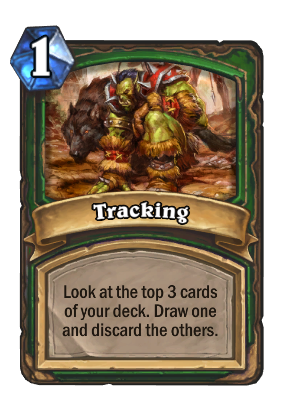 1
Tracking
Look at the top 3 cards
of your deck. Draw one
and discard the others.